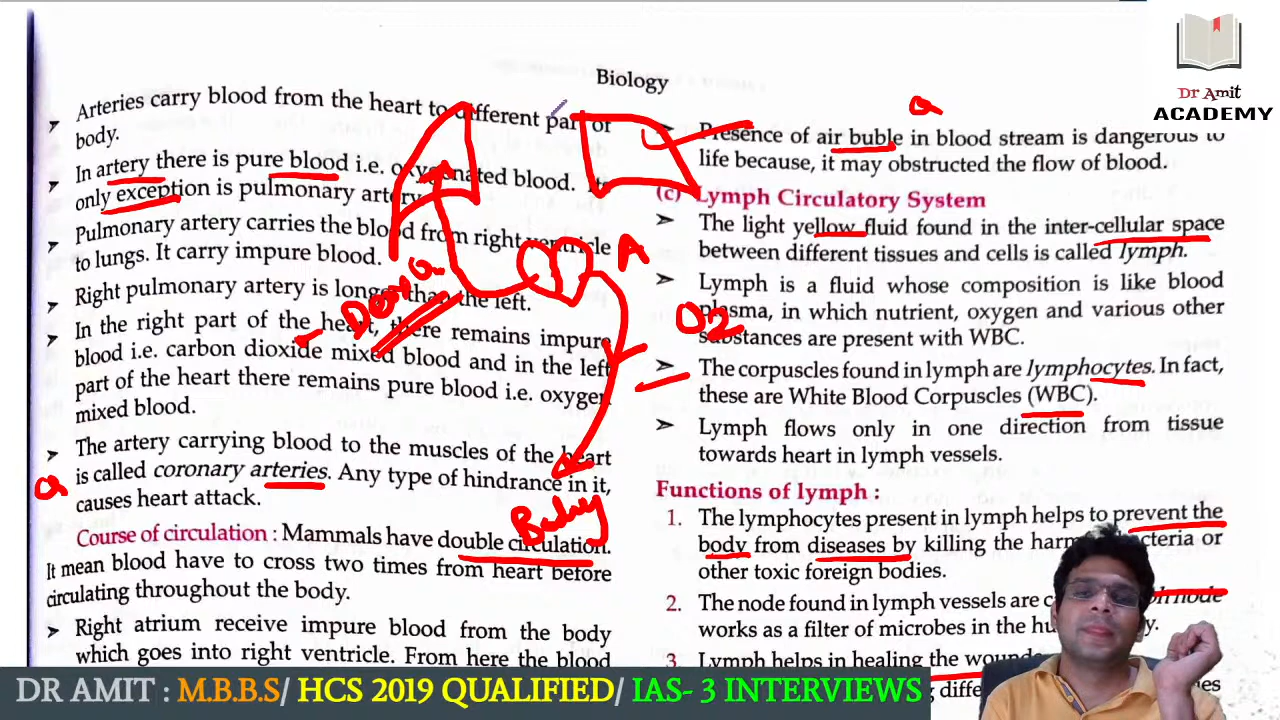 Biology
Dr Amit
ACADEMY
Arteries carry blood from the heart to different part of
body.
In artery there is pure blood i.e. oxygenated blood. Its
only exception is pulmonary artery
Pulmonary artery carries the blood from right ventricle
to lungs. It carry impure blood.
Right pulmonary artery is longer than the left.
In the right part of the heart, there remains impure
blood i.e. carbon dioxide mixed blood and in the left
part of the heart there remains pure blood i.e. oxygen
mixed blood.
The artery carrying blood to the muscles of the heart
is called coronary arteries. Any type of hindrance in it,
causes heart attack.
Course of circulation : Mammals have double circulation.
It mean blood have to cross two times from heart before
circulating throughout the body.
Right atrium receive impure blood from the body
which goes into right ventricle. From here the blood
Presence of air buble in blood stream is dangerous to
life because, it may obstructed the flow of blood.
(c) Lymph Circulatory System
The light yellow fluid found in the inter-cellular space
between different tissues and cells is called lymph.
Lymph is a fluid whose composition is like blood
plasma, in which nutrient, oxygen and various other
substances are present with WBC.
The corpuscles found in lymph are lymphocytes. In fact,
these are White Blood Corpuscles (WBC).
Lymph flows only in one direction from tissue
towards heart in lymph vessels.
Functions of lymph :
1. The lymphocytes present in lymph helps to prevent the
body from diseases by killing the harm bacteria or
other toxic foreign bodies.
2. The node found in lymph vessels are node
works as a filter of microbes in the hu
3. Lymph helps in healing the wound
A
O2
DR AMIT : M.B.B.S/ HCS 2019 QUALIFIED/ IAS- 3 INTERVIEWS